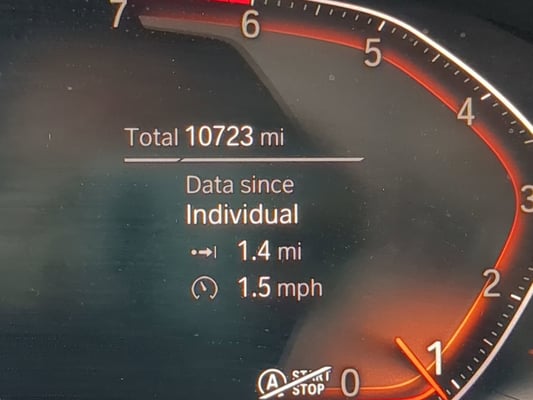 7
6
5
4
Total 10723 mi
Data since
3
Individual
1.4 mi
2
1.5 mph
1
A START STOP 0